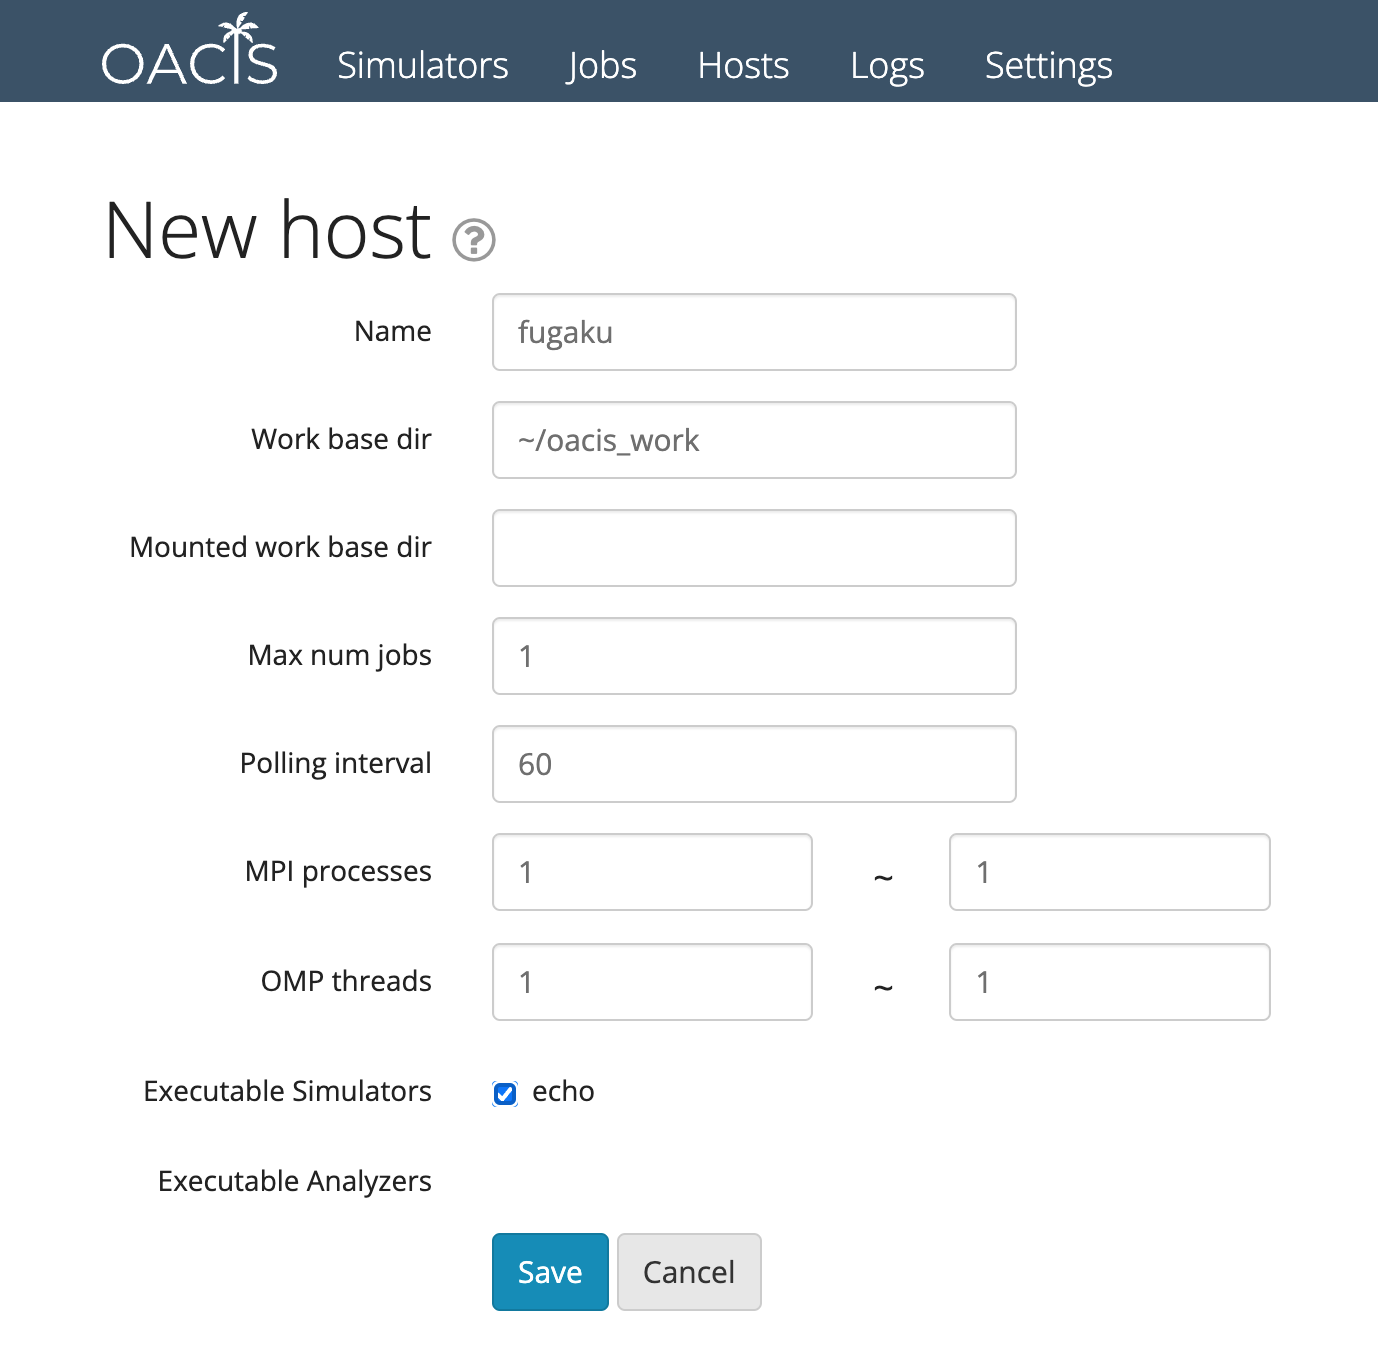 OACIS Simulators Jobs Hosts Logs Settings
New host ?
Name fugaku
Work base dir ~/oacis_work
Mounted work base dir
Max num jobs 1
Polling interval 60
MPI processes 1 ~ 1
OMP threads 1 ~ 1
Executable Simulators echo
Executable Analyzers
Save Cancel